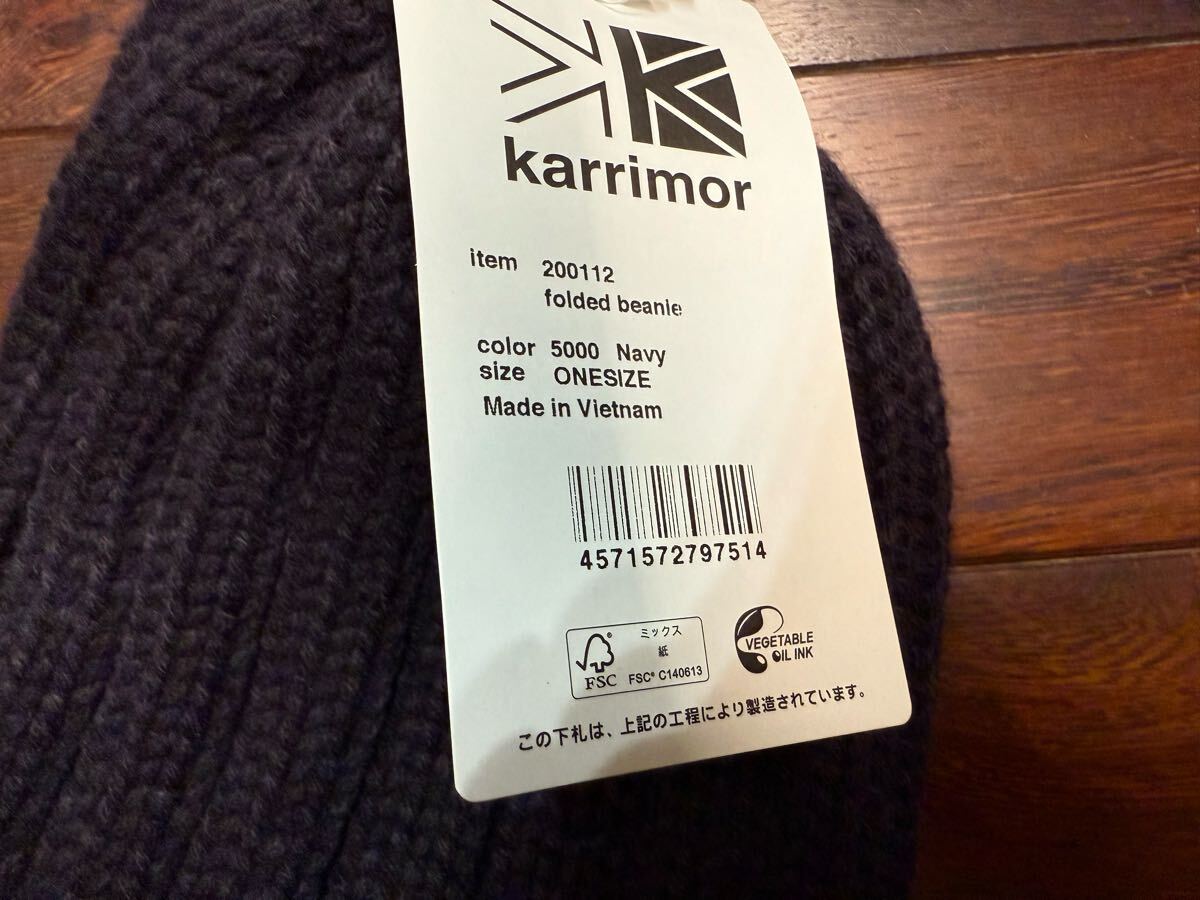 karrimor
item 200112
folded beanie
color 5000 Navy
size ONESIZE
Made in Vietnam
4571572797514
ミックス
紙
FSC
FSC® C140613
VEGETABLE
OIL INK
この下札は、上記の工程により製造されています。